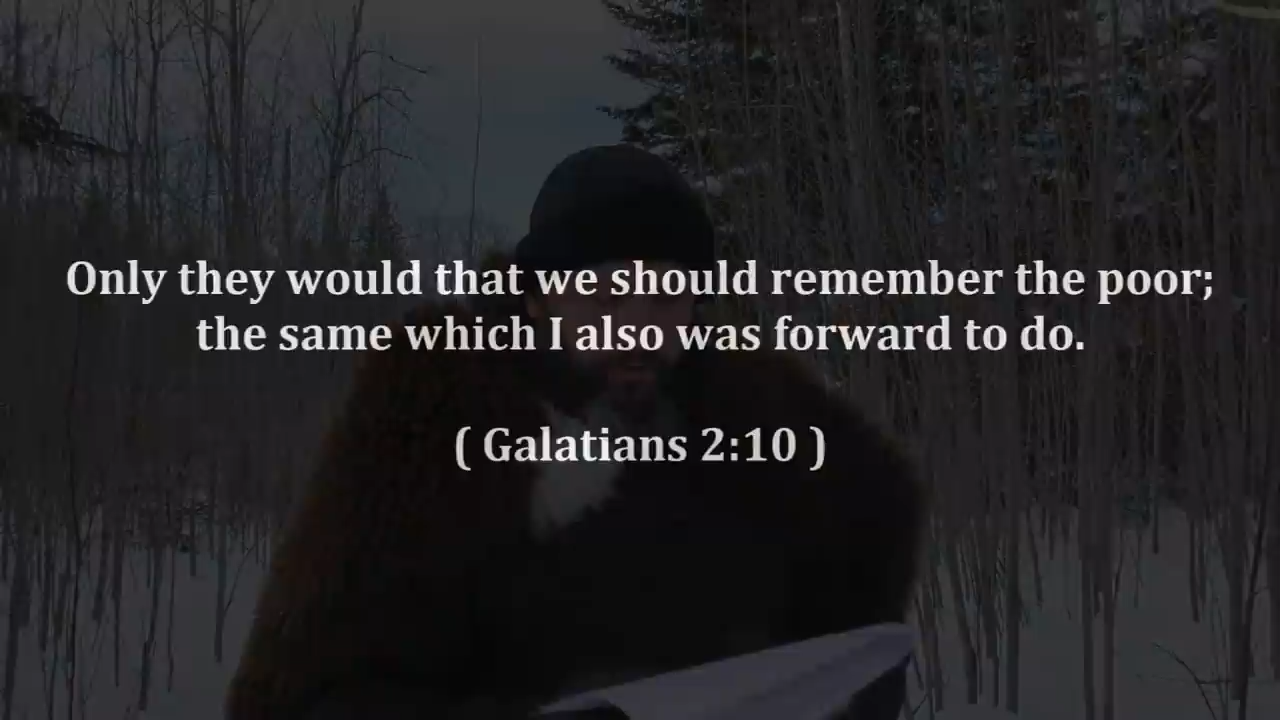 Only they would that we should remember the poor;
the same which I also was forward to do.
( Galatians 2:10 )